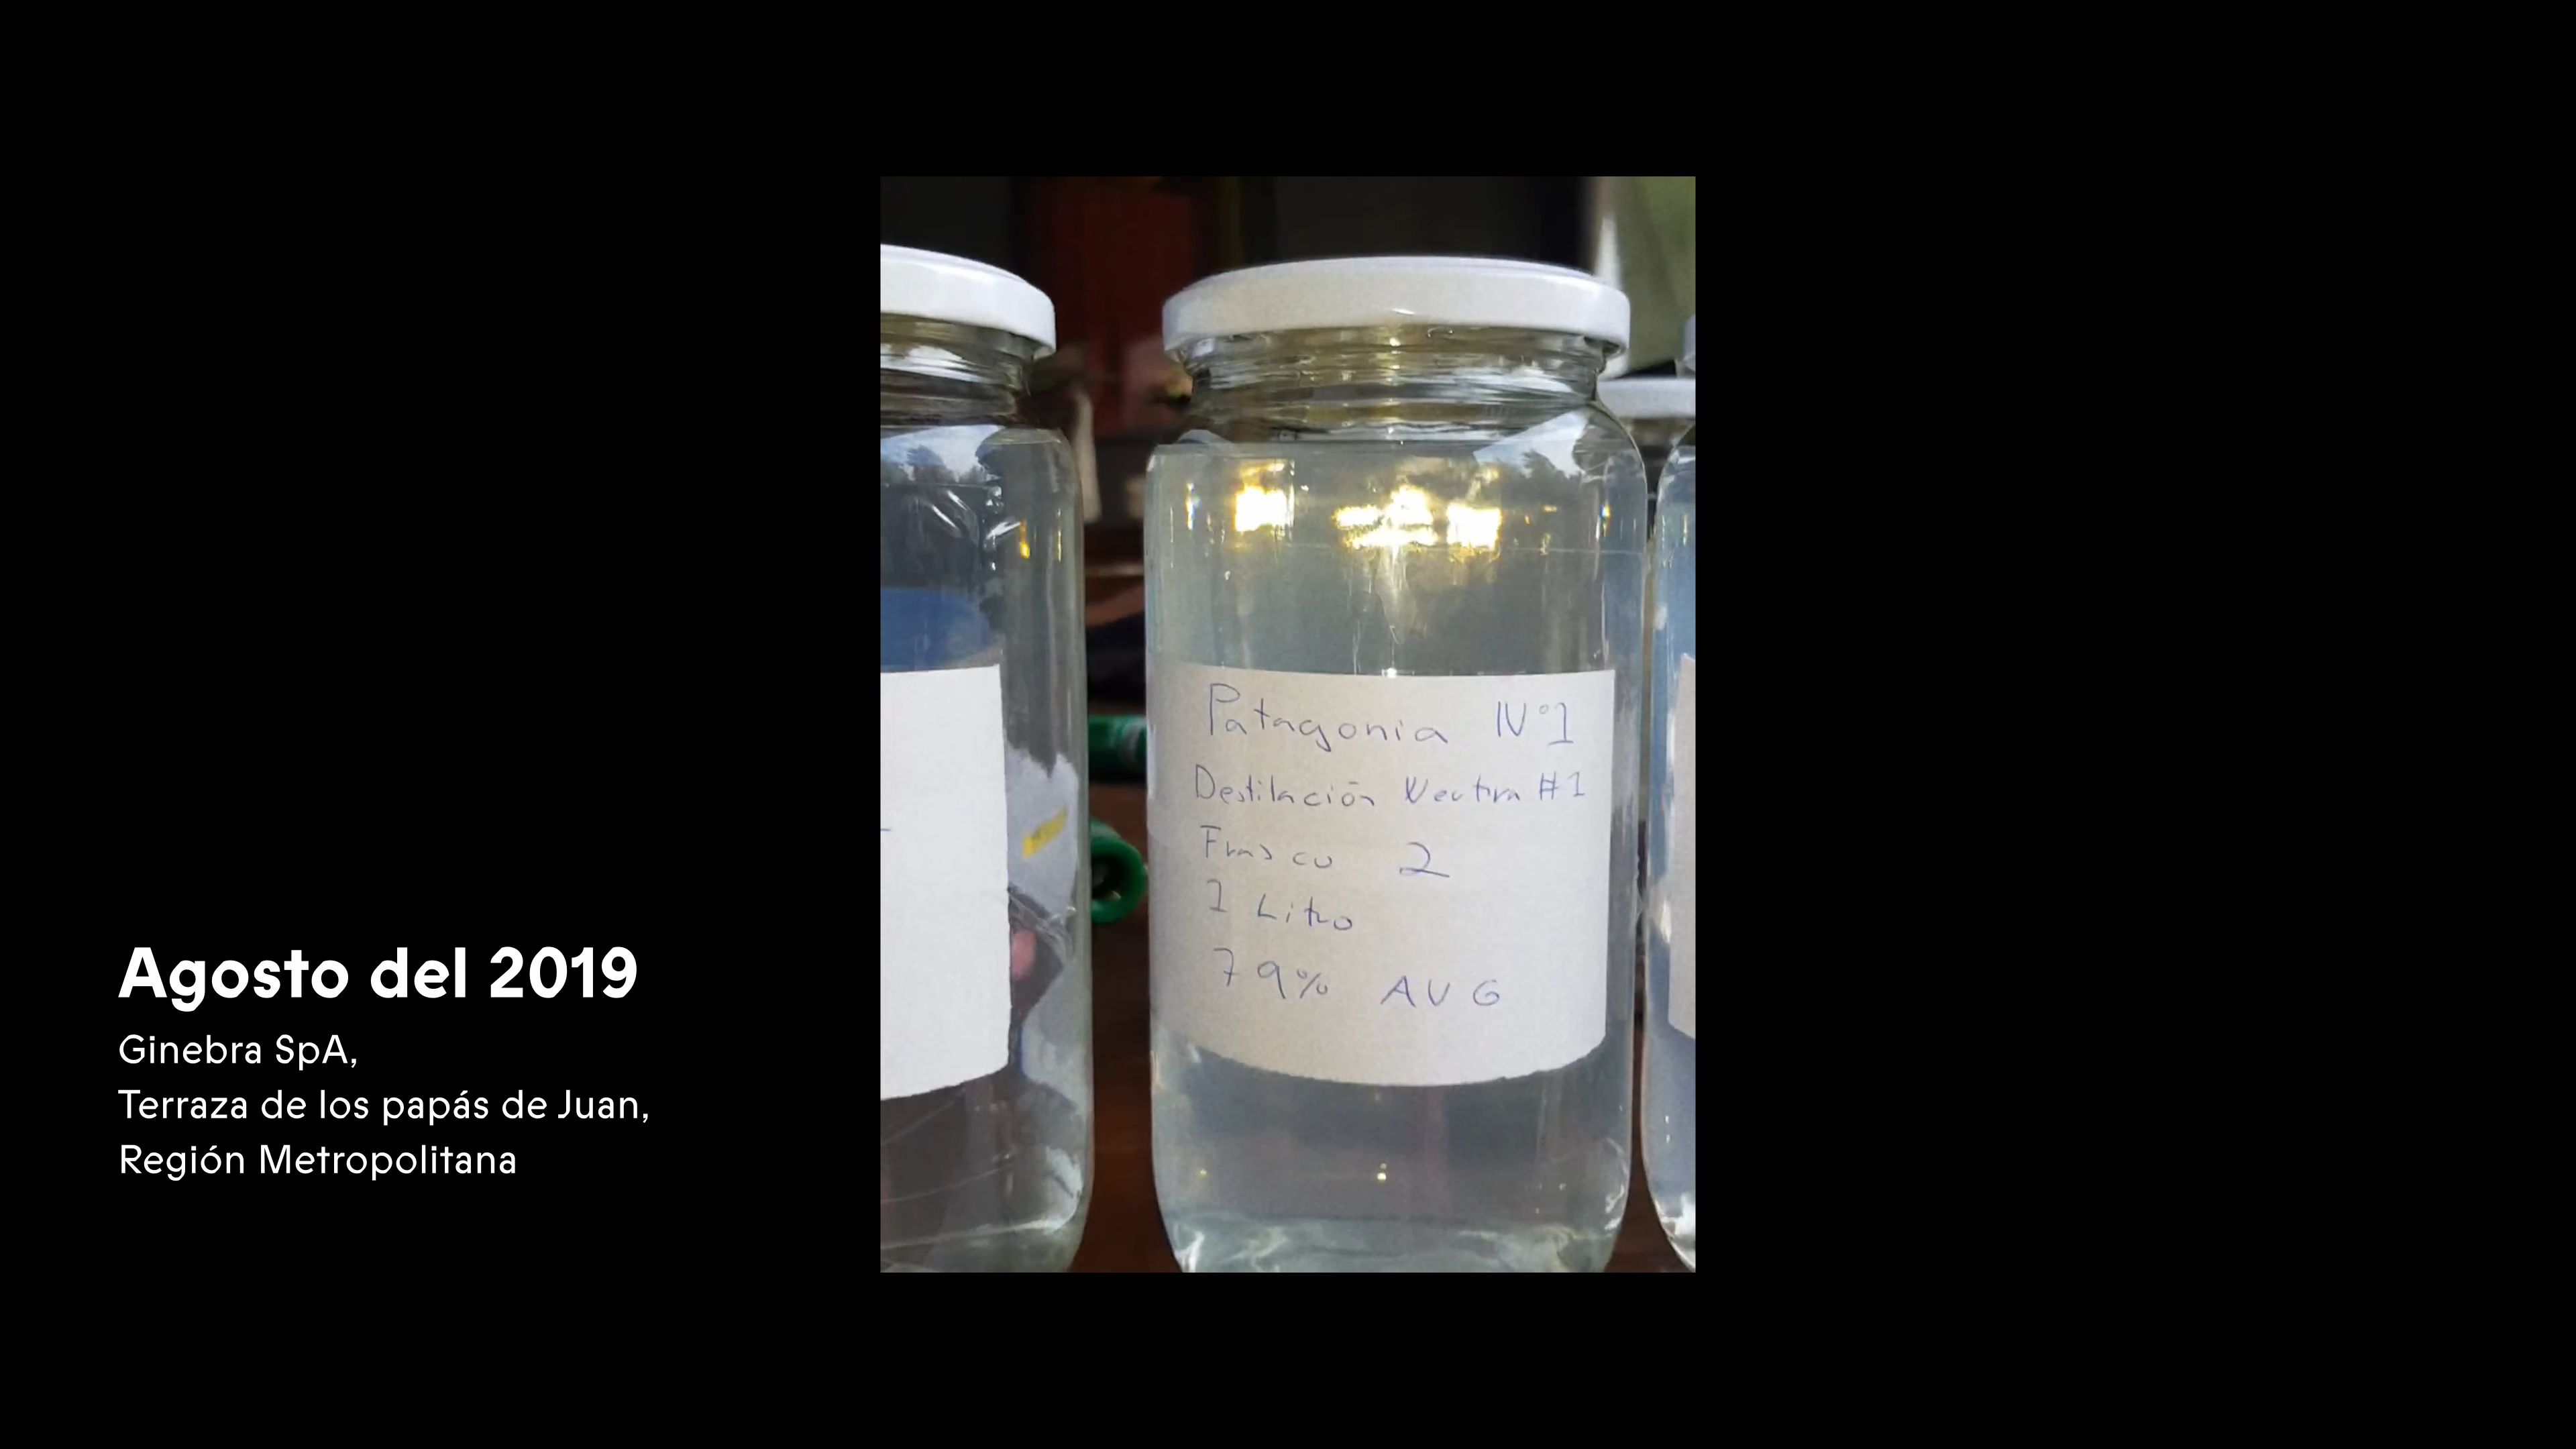 Agosto del 2019
Ginebra SpA,
Terraza de los papás de Juan,
Región Metropolitana
Patagonia N°1
Destilación Neutra #1
Frasco 2
1 Litro
79% AVG